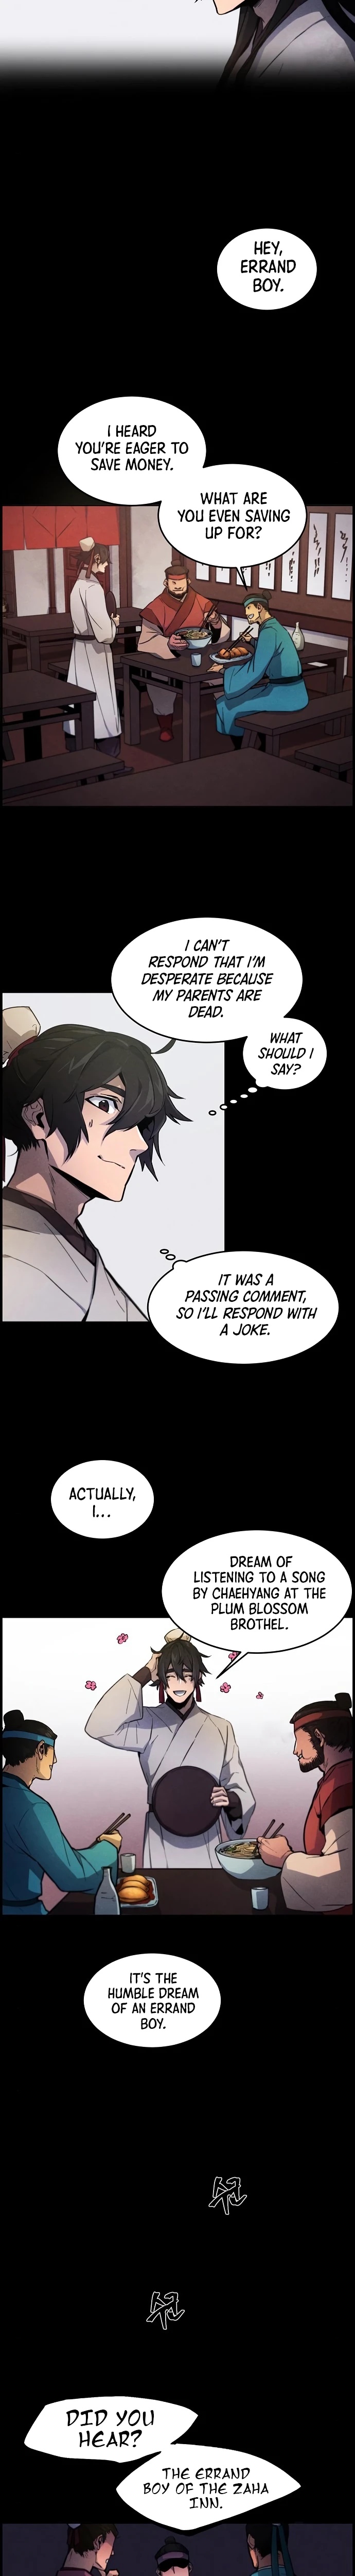 HEY,
ERRAND
BOY.
I HEARD
YOU'RE EAGER TO
SAVE MONEY.
WHAT ARE
YOU EVEN SAVING
UP FOR?
I CAN'T
RESPOND THAT I'M
DESPERATE BECAUSE
MY PARENTS ARE
DEAD.
WHAT
SHOULD I
SAY?
IT WAS A
PASSING COMMENT,
SO I'LL RESPOND WITH
A JOKE.
ACTUALLY,
I...
DREAM OF
LISTENING TO A SONG
BY CHAEHYANG AT THE
PLUM BLOSSOM
BROTHEL.
IT'S THE
HUMBLE DREAM
OF AN ERRAND
BOY.
DID YOU
HEAR?
THE ERRAND
BOY OF THE ZAHA
INN.